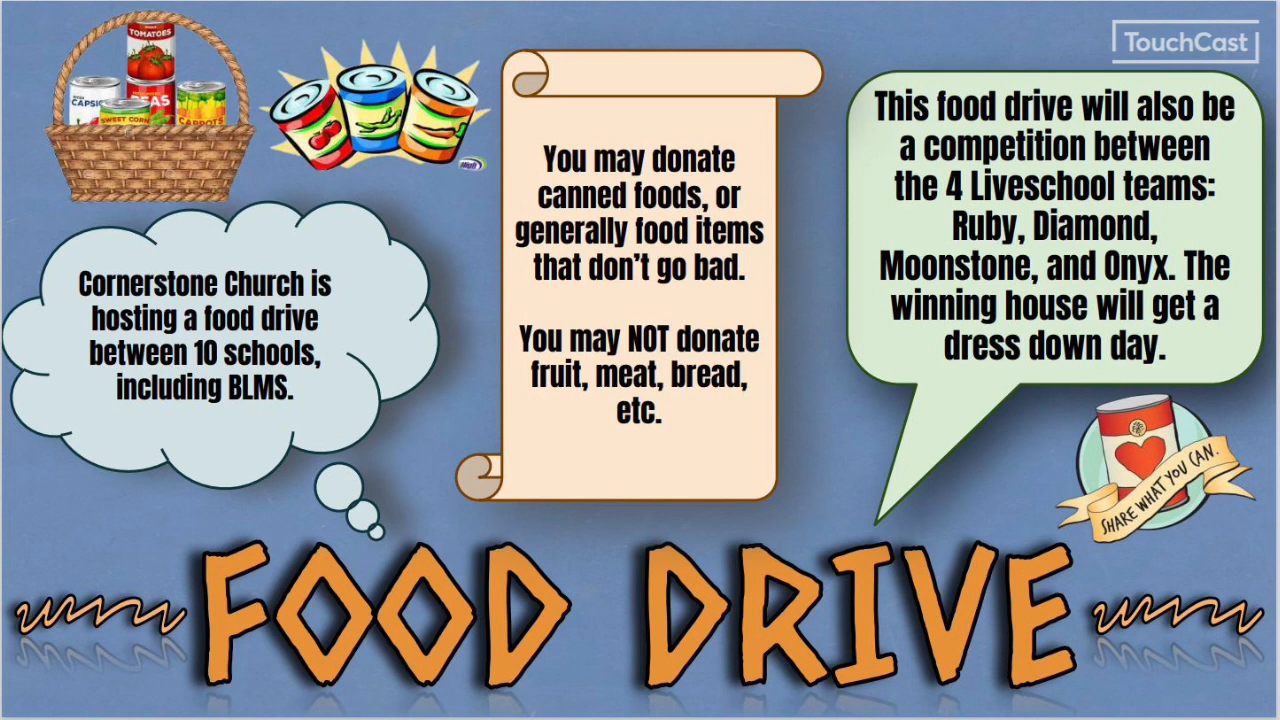 TouchCast
TOMATOES
PEAS
SWEET CORN
CARROTS
You may donate
canned foods, or
generally food items
that don’t go bad.
You may NOT donate
fruit, meat, bread,
etc.
This food drive will also be
a competition between
the 4 Liveschool teams:
Ruby, Diamond,
Moonstone, and Onyx. The
winning house will get a
dress down day.
Cornerstone Church is
hosting a food drive
between 10 schools,
including BLMS.
SHARE WHAT YOU CAN.
FOOD DRIVE